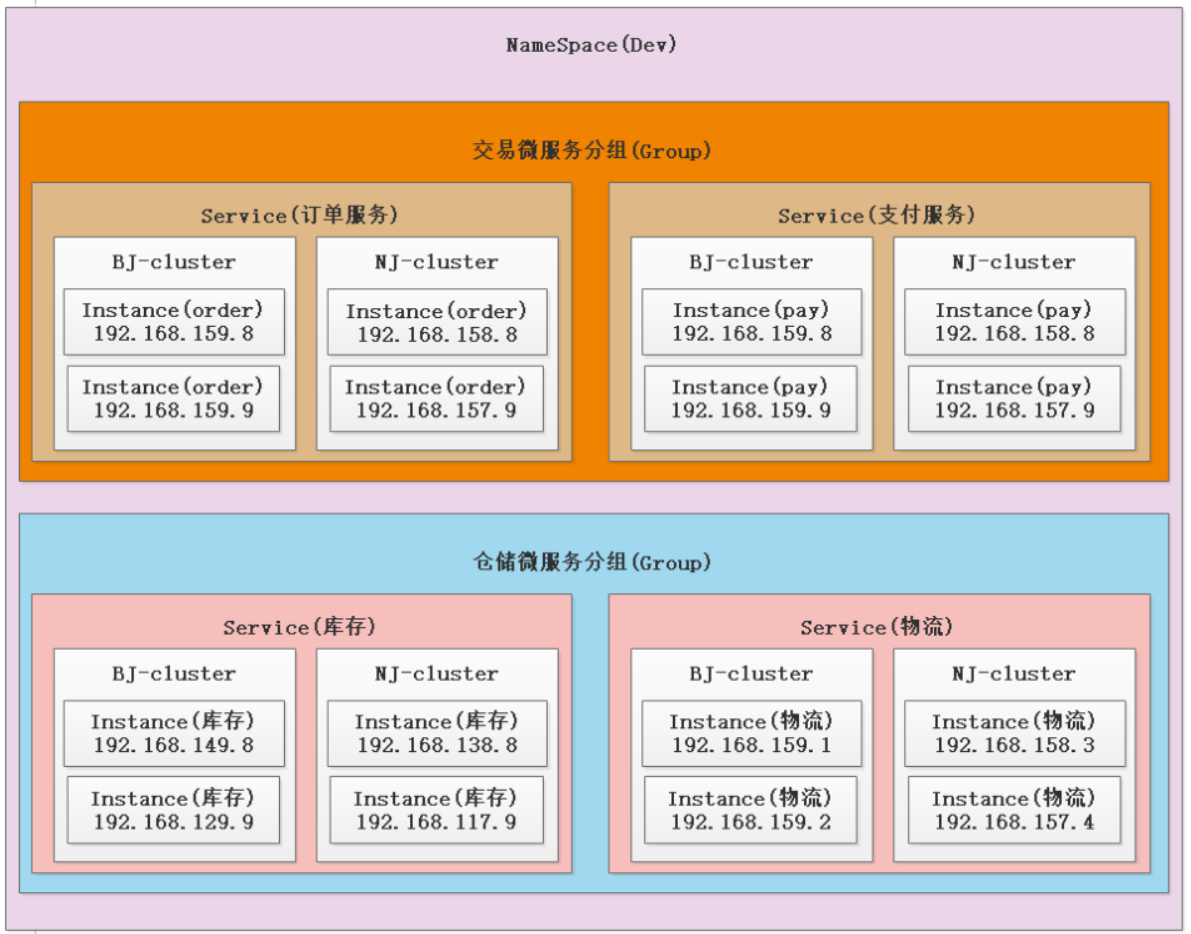 NameSpace(Dev)
交易微服务分组(Group)
Service(订单服务)
BJ-cluster
Instance(order)
192.168.159.8
Instance(order)
192.168.159.9
NJ-cluster
Instance(order)
192.168.158.8
Instance(order)
192.168.157.9
Service(支付服务)
BJ-cluster
Instance(pay)
192.168.159.8
Instance(pay)
192.168.159.9
NJ-cluster
Instance(pay)
192.168.158.8
Instance(pay)
192.168.157.9
仓储微服务分组(Group)
Service(库存)
BJ-cluster
Instance(库存)
192.168.149.8
Instance(库存)
192.168.129.9
NJ-cluster
Instance(库存)
192.168.138.8
Instance(库存)
192.168.117.9
Service(物流)
BJ-cluster
Instance(物流)
192.168.159.1
Instance(物流)
192.168.159.2
NJ-cluster
Instance(物流)
192.168.158.3
Instance(物流)
192.168.157.4